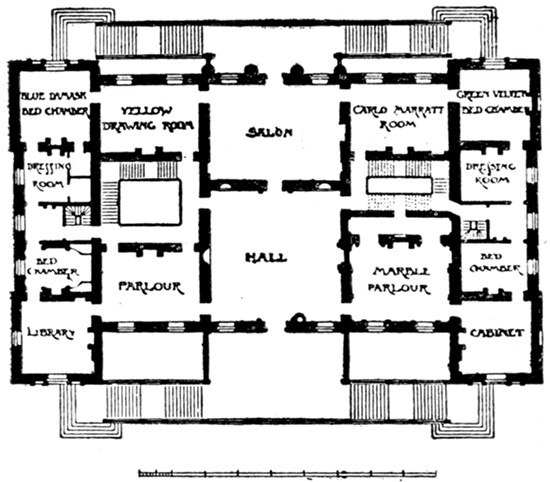 BLUE DAMASK
BED CHAMBER
YELLOW
DRAWING ROOM
SALON
CARLO MARRATT
ROOM
GREEN VELVET
BED CHAMBER
DRESSING
ROOM
DRESSING
ROOM
BED
CHAMBER
PARLOUR
HALL
MARBLE
PARLOUR
BED
CHAMBER
LIBRARY
CABINET